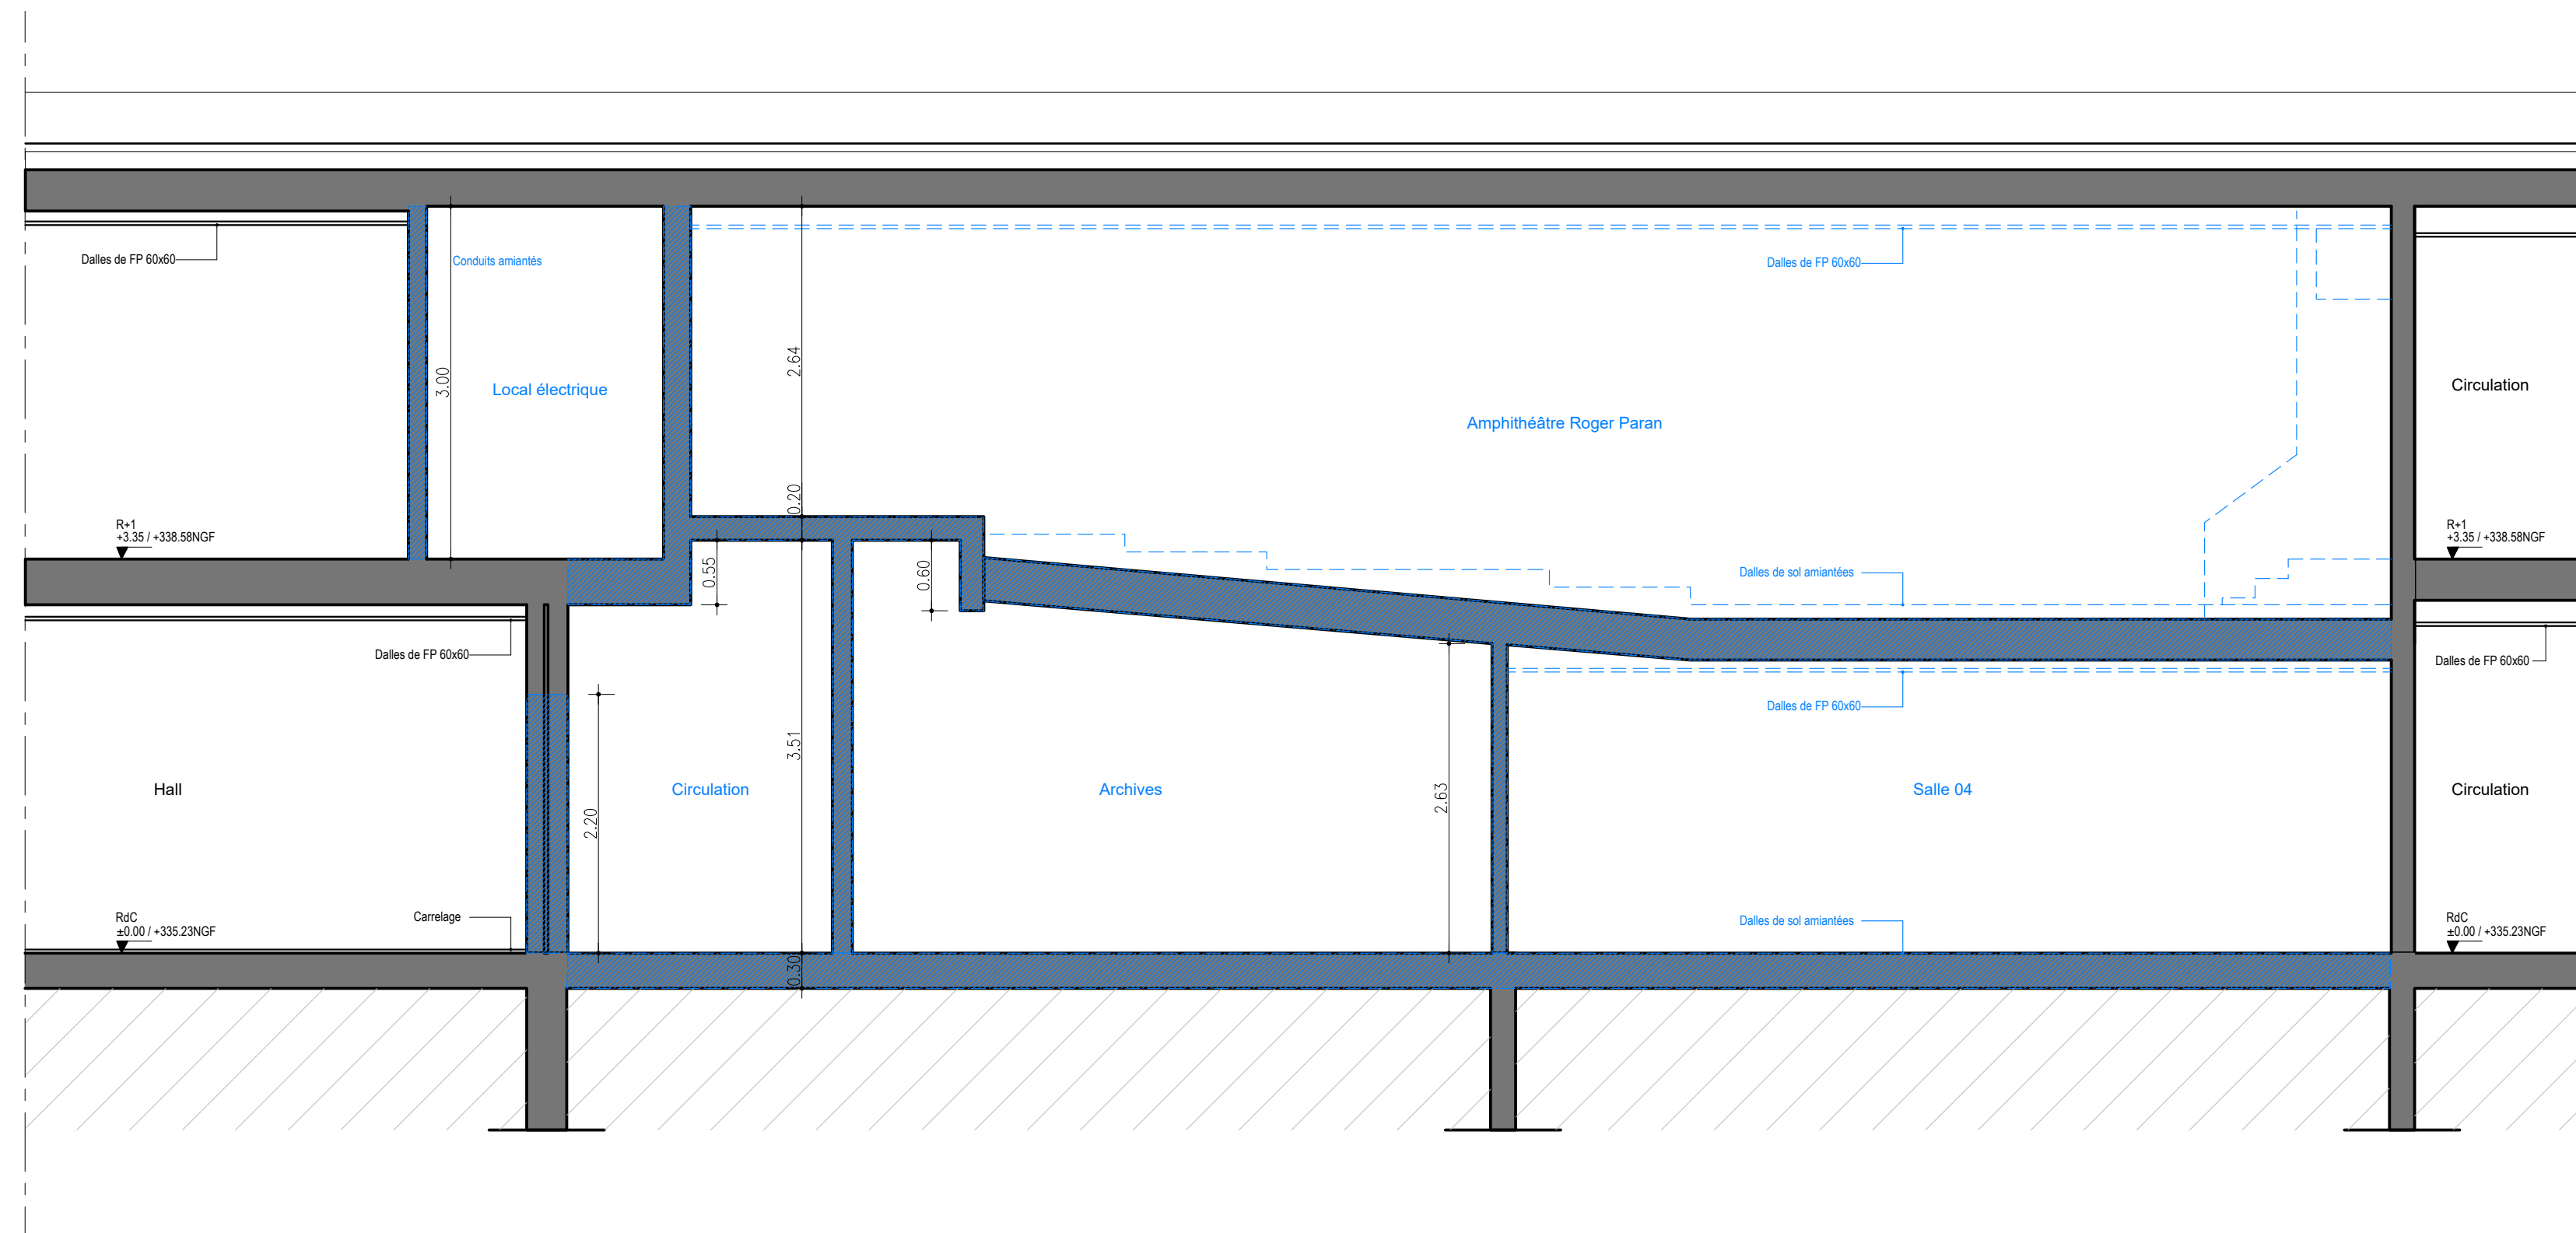 Dalles de FP 60x60
Conduits amiantés
Dalles de FP 60x60
3.00
Local électrique
2.64
Amphithéâtre Roger Paran
Circulation
0.20
R+1
+3.35 / +338.58NGF
R+1
+3.35 / +338.58NGF
0.55
0.60
Dalles de sol amiantées
Dalles de FP 60x60
Dalles de FP 60x60
Dalles de FP 60x60
3.51
Hall
2.20
Circulation
Archives
2.63
Salle 04
Circulation
RdC
±0.00 / +335.23NGF
Carrelage
Dalles de sol amiantées
RdC
±0.00 / +335.23NGF
0.30